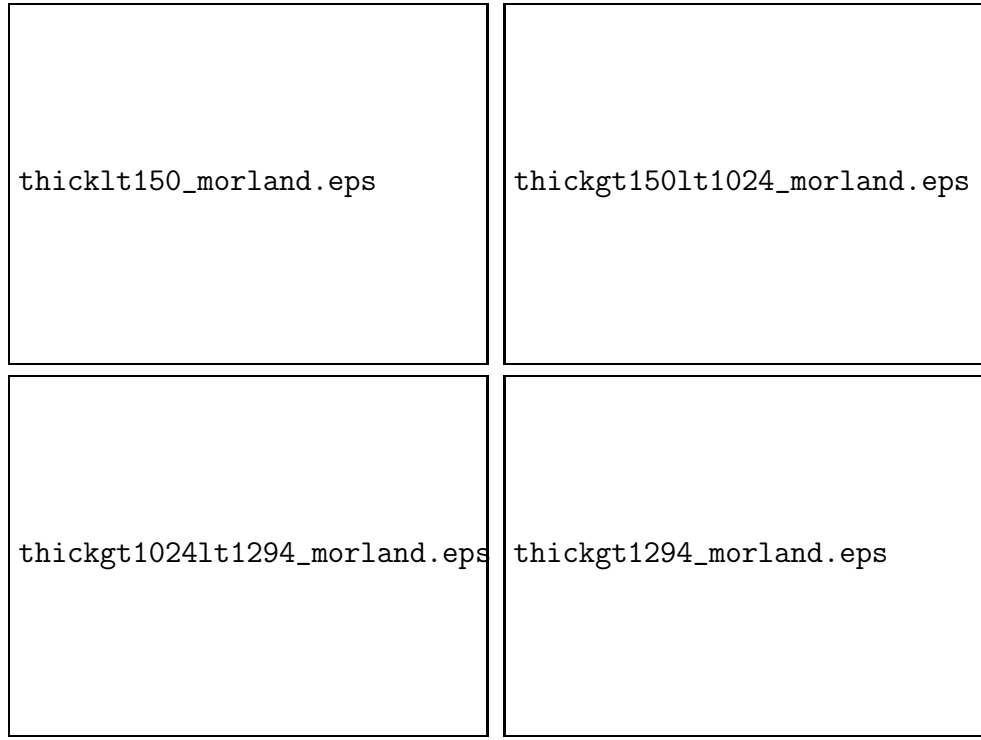 thicklt150_morland.eps
thickgt150lt1024_morland.eps
thickgt1024lt1294_morland.eps
thickgt1294_morland.eps